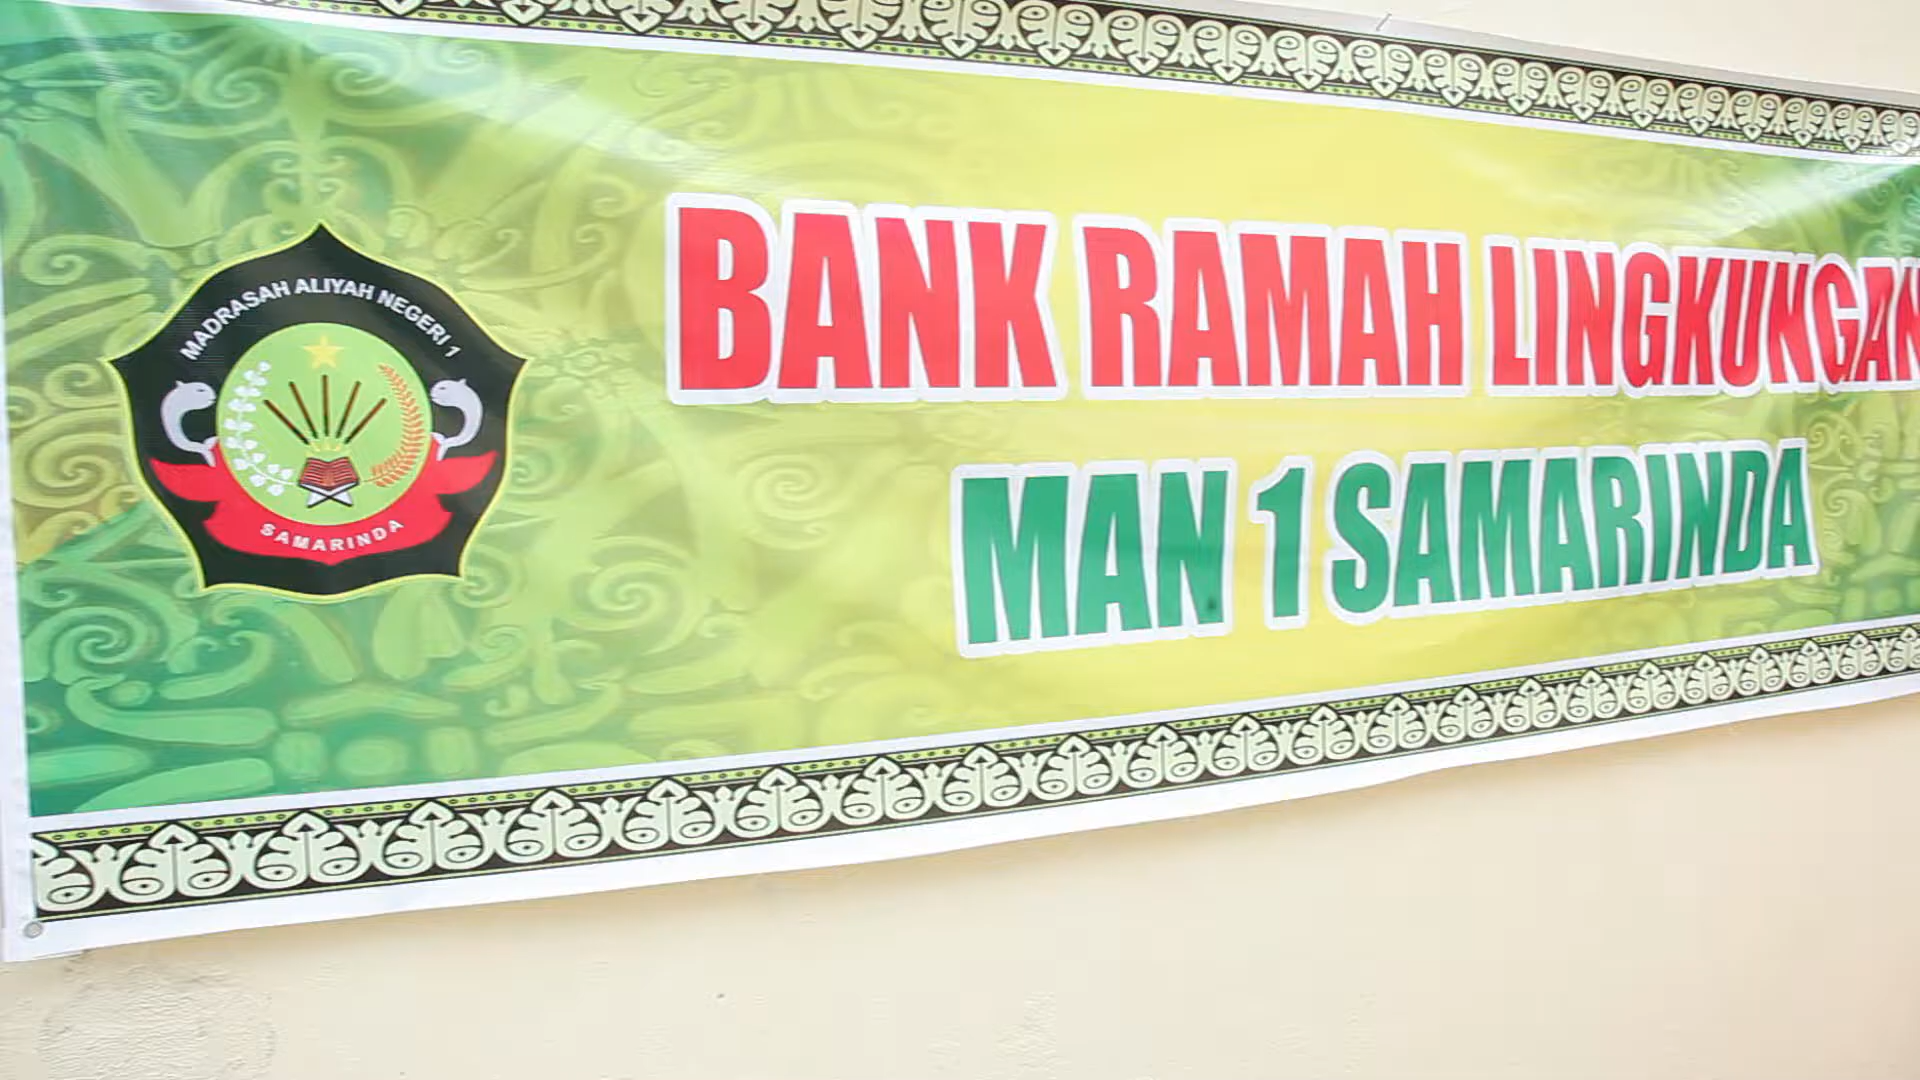 MADRASAH ALIYAH NEGERI 1
SAMARINDA
BANK RAMAH LINGKUNGAN
MAN 1 SAMARINDA